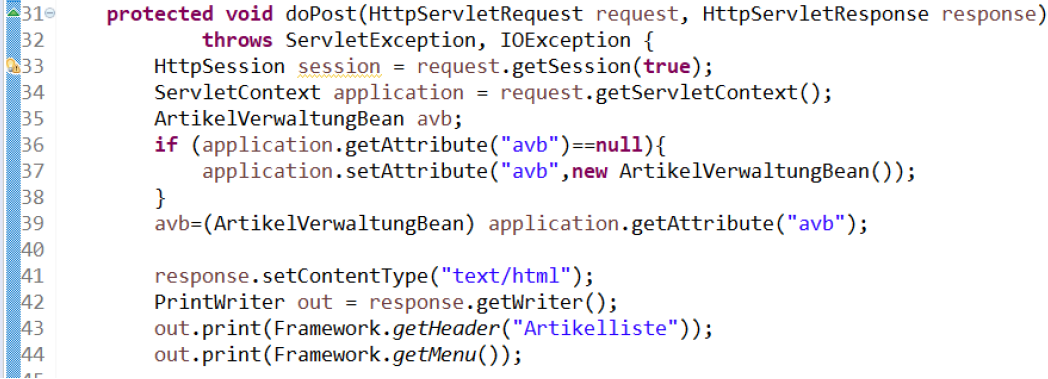 31 protected void doPost(HttpServletRequest request, HttpServletResponse response)
32 throws ServletException, IOException {
33 HttpSession session = request.getSession(true);
34 ServletContext application = request.getServletContext();
35 ArtikelVerwaltungBean avb;
36 if (application.getAttribute("avb")==null){
37 application.setAttribute("avb",new ArtikelVerwaltungBean());
38 }
39 avb=(ArtikelVerwaltungBean) application.getAttribute("avb");
40
41 response.setContentType("text/html");
42 PrintWriter out = response.getWriter();
43 out.print(Framework.getHeader("Artikelliste"));
44 out.print(Framework.getMenu());